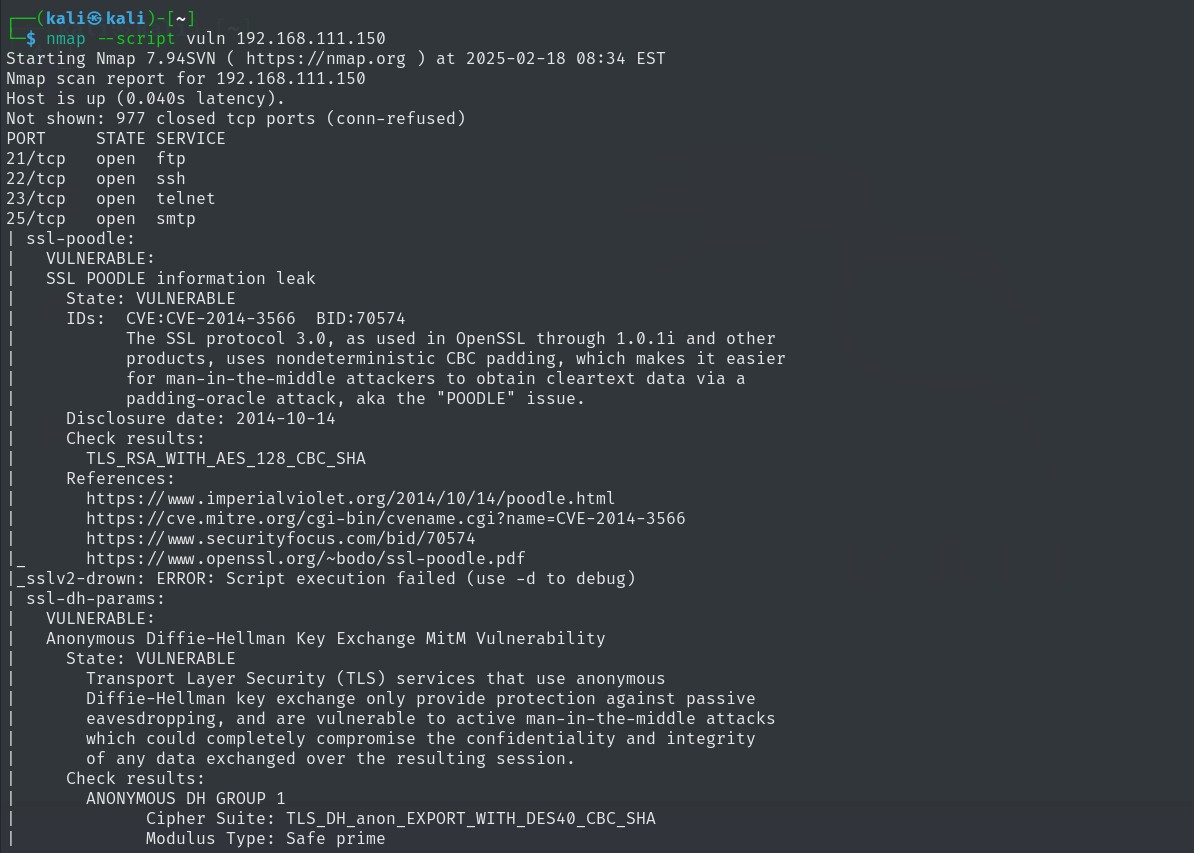 ┌──(kali㉿kali)-[~]
└─$ nmap --script vuln 192.168.111.150
Starting Nmap 7.94SVN ( https://nmap.org ) at 2025-02-18 08:34 EST
Nmap scan report for 192.168.111.150
Host is up (0.040s latency).
Not shown: 977 closed tcp ports (conn-refused)
PORT     STATE SERVICE
21/tcp   open  ftp
22/tcp   open  ssh
23/tcp   open  telnet
25/tcp   open  smtp
| ssl-poodle:
|   VULNERABLE:
|   SSL POODLE information leak
|     State: VULNERABLE
|     IDs:  CVE:CVE-2014-3566  BID:70574
|           The SSL protocol 3.0, as used in OpenSSL through 1.0.1i and other
|           products, uses nondeterministic CBC padding, which makes it easier
|           for man-in-the-middle attackers to obtain cleartext data via a
|           padding-oracle attack, aka the "POODLE" issue.
|     Disclosure date: 2014-10-14
|     Check results:
|       TLS_RSA_WITH_AES_128_CBC_SHA
|     References:
|       https://www.imperialviolet.org/2014/10/14/poodle.html
|       https://cve.mitre.org/cgi-bin/cvename.cgi?name=CVE-2014-3566
|       https://www.securityfocus.com/bid/70574
|_      https://www.openssl.org/~bodo/ssl-poodle.pdf
|_sslv2-drown: ERROR: Script execution failed (use -d to debug)
| ssl-dh-params:
|   VULNERABLE:
|   Anonymous Diffie-Hellman Key Exchange MitM Vulnerability
|     State: VULNERABLE
|       Transport Layer Security (TLS) services that use anonymous
|       Diffie-Hellman key exchange only provide protection against passive
|       eavesdropping, and are vulnerable to active man-in-the-middle attacks
|       which could completely compromise the confidentiality and integrity
|       of any data exchanged over the resulting session.
|     Check results:
|       ANONYMOUS DH GROUP 1
|             Cipher Suite: TLS_DH_anon_EXPORT_WITH_DES40_CBC_SHA
|             Modulus Type: Safe prime